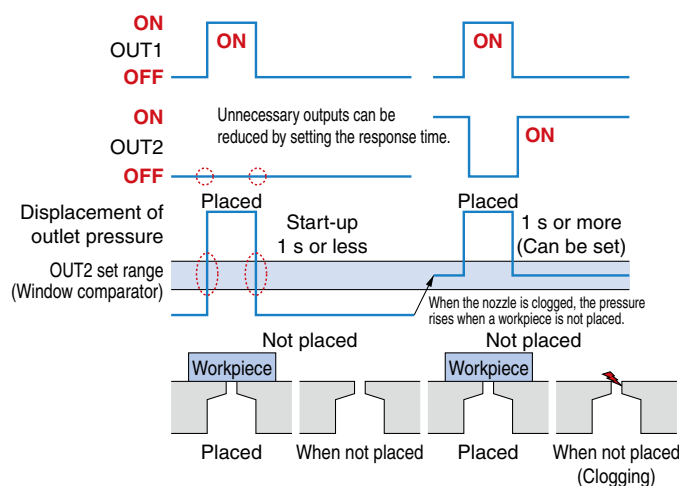 ON
OUT1
OFF
ON
ON
ON
OUT2
OFF
Unnecessary outputs can be
reduced by setting the response time.
ON
Placed
Placed
Displacement of
outlet pressure
Start-up
1 s or less
1 s or more
(Can be set)
OUT2 set range
(Window comparator)
When the nozzle is clogged, the pressure
rises when a workpiece is not placed.
Not placed
Not placed
Workpiece
Workpiece
Placed
When not placed
Placed
When not placed
(Clogging)